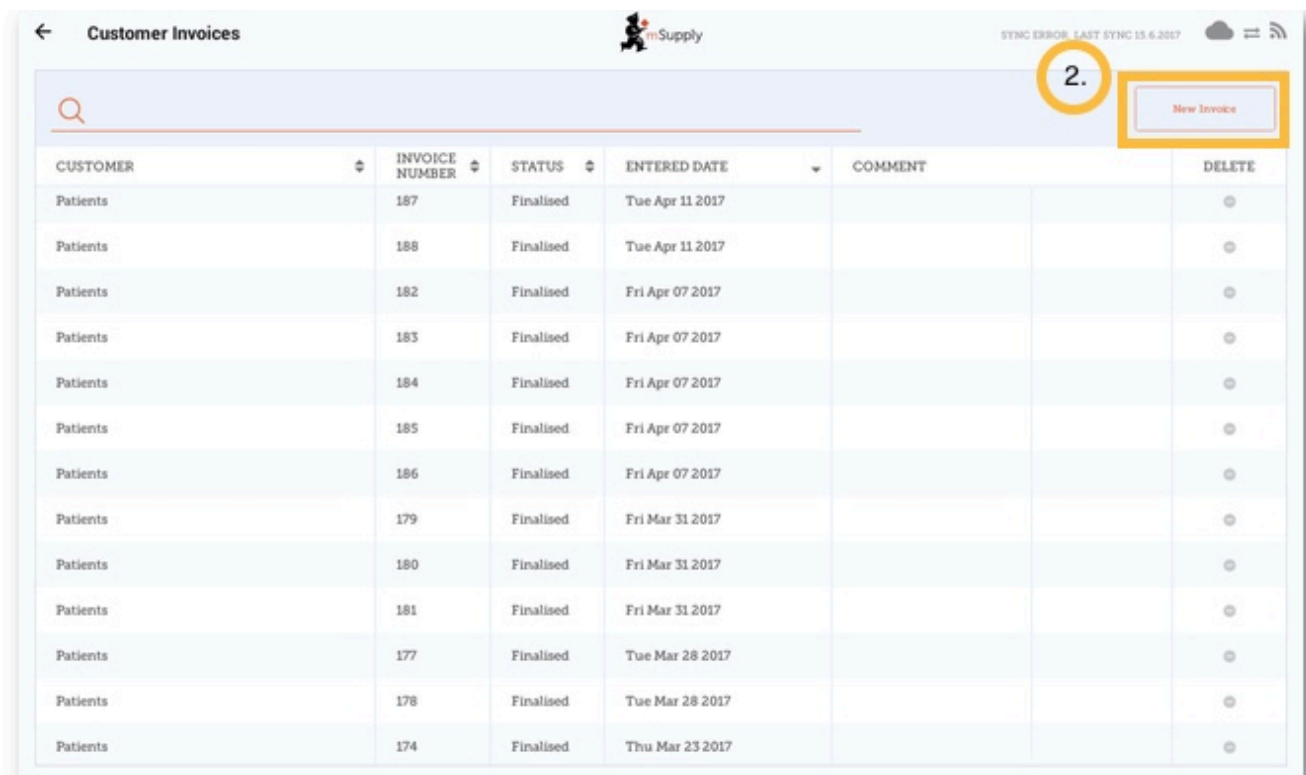 Customer Invoices mSupply SYNC ERROR. LAST SYNC 15.6.2017
2.
New Invoice
CUSTOMER INVOICE NUMBER STATUS ENTERED DATE COMMENT DELETE
Patients 187 Finalised Tue Apr 11 2017
Patients 188 Finalised Tue Apr 11 2017
Patients 182 Finalised Fri Apr 07 2017
Patients 183 Finalised Fri Apr 07 2017
Patients 184 Finalised Fri Apr 07 2017
Patients 185 Finalised Fri Apr 07 2017
Patients 186 Finalised Fri Apr 07 2017
Patients 179 Finalised Fri Mar 31 2017
Patients 180 Finalised Fri Mar 31 2017
Patients 181 Finalised Fri Mar 31 2017
Patients 177 Finalised Tue Mar 28 2017
Patients 178 Finalised Tue Mar 28 2017
Patients 174 Finalised Thu Mar 23 2017